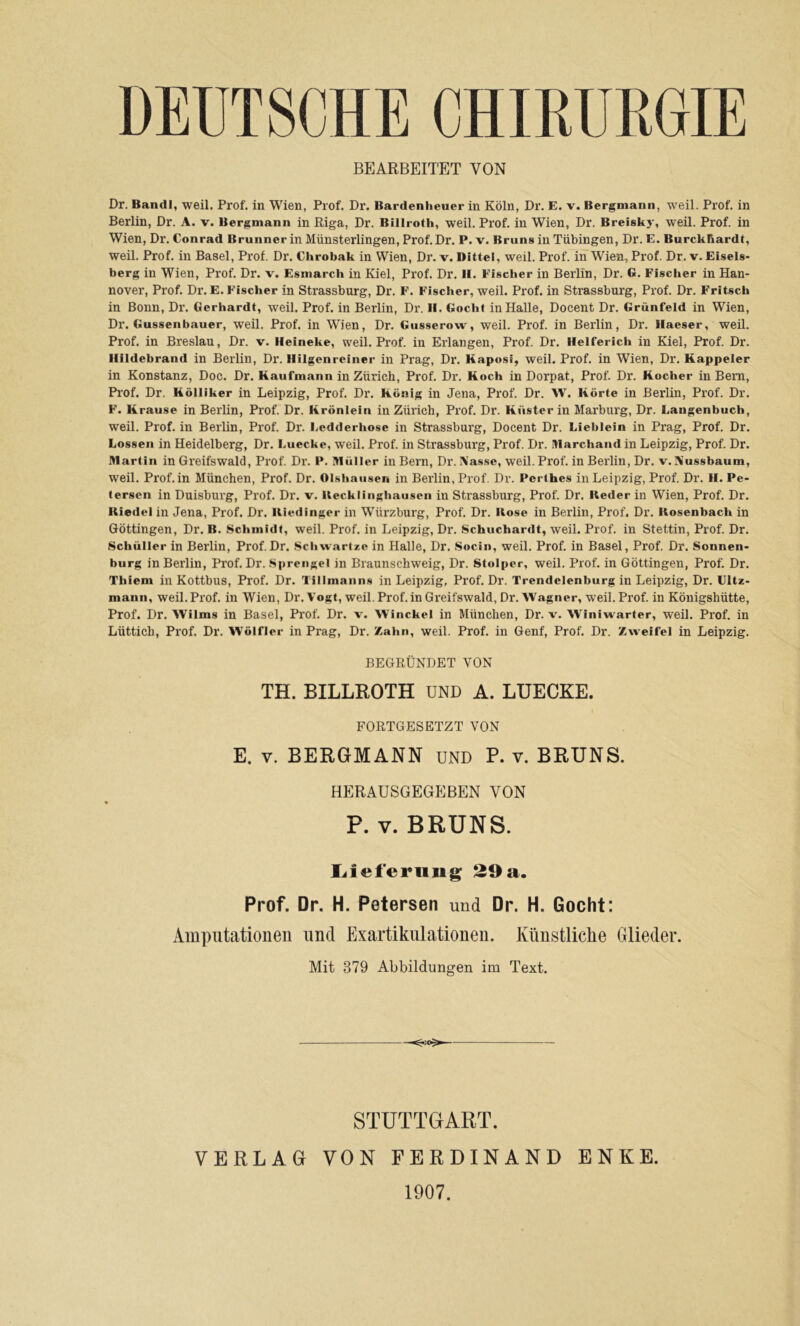 DEUTSCHE CHIRURGIE
BEARBEITET VON
Dr. Bandl, weil. Prof. in Wien, Prof. Dr. Bardenheuer in Köln, Dr. E. v. Bergmann, weil. Prof. in
Berlin, Dr. A. v. Bergmann in Riga, Dr. Billroth, weil. Prof. in Wien, Dr. Breisky, weil. Prof. in
Wien, Dr. Conrad Brunner in Münsterlingen, Prof. Dr. P. v. Bruns in Tübingen, Dr. E. Burckhardt,
weil. Prof. in Basel, Prof. Dr. Chrobak in Wien, Dr. v. Dittel, weil. Prof. in Wien, Prof. Dr. v. Eisels-
berg in Wien, Prof. Dr. v. Esmarch in Kiel, Prof. Dr. H. Fischer in Berlin, Dr. G. Fischer in Han-
nover, Prof. Dr. E. Fischer in Strassburg, Dr. F. Fischer, weil. Prof. in Strassburg, Prof. Dr. Fritsch
in Bonn, Dr. Gerhardt, weil. Prof. in Berlin, Dr. H. Gocht in Halle, Docent Dr. Grünfeld in Wien,
Dr. Gussenbauer, weil. Prof. in Wien, Dr. Gusserow, weil. Prof. in Berlin, Dr. Haeser, weil.
Prof. in Breslau, Dr. v. Heineke, weil. Prof. in Erlangen, Prof. Dr. Helferich in Kiel, Prof. Dr.
Hildebrand in Berlin, Dr. Hilgenreiner in Prag, Dr. Kaposi, weil. Prof. in Wien, Dr. Kappeler
in Konstanz, Doc. Dr. Kaufmann in Zürich, Prof. Dr. Koch in Dorpat, Prof. Dr. Kocher in Bern,
Prof. Dr. Kölliker in Leipzig, Prof. Dr. König in Jena, Prof. Dr. W. Körte in Berlin, Prof. Dr.
F. Krause in Berlin, Prof. Dr. Krönlein in Zürich, Prof. Dr. Küster in Marburg, Dr. Langenbuch,
weil. Prof. in Berlin, Prof. Dr. Ledderhose in Strassburg, Docent Dr. Lieblein in Prag, Prof. Dr.
Lossen in Heidelberg, Dr. Luecke, weil. Prof. in Strassburg, Prof. Dr. Marchand in Leipzig, Prof. Dr.
Martin in Greifswald, Prof. Dr. P. Müller in Bern, Dr. Nasse, weil. Prof. in Berlin, Dr. v. Nussbaum,
weil. Prof. in München, Prof. Dr. Olshausen in Berlin, Prof. Dr. Perthes in Leipzig, Prof. Dr. H. Pe-
tersen in Duisburg, Prof. Dr. v. Recklinghausen in Strassburg, Prof. Dr. Reder in Wien, Prof. Dr.
Riedel in Jena, Prof. Dr. Riedinger in Würzburg, Prof. Dr. Rose in Berlin, Prof. Dr. Rosenbach in
Göttingen, Dr. B. Schmidt, weil. Prof. in Leipzig, Dr. Schuchardt, weil. Prof. in Stettin, Prof. Dr.
Schüller in Berlin, Prof. Dr. Schwartze in Halle, Dr. Socin, weil. Prof. in Basel, Prof. Dr. Sonnen-
burg in Berlin, Prof. Dr. Sprengel in Braunschweig, Dr. Stolper, weil. Prof. in Göttingen, Prof. Dr.
Thiem in Kottbus, Prof. Dr. Tillmanns in Leipzig, Prof. Dr. Trendelenburg in Leipzig, Dr. Ultz-
mann, weil. Prof. in Wien, Dr. Vogt, weil. Prof. in Greifswald, Dr. Wagner, weil. Prof. in Königshütte,
Prof. Dr. Wilms in Basel, Prof. Dr. v. Winckel in München, Dr. v. Winiwarter, weil. Prof. in
Lüttich, Prof. Dr. Wölfler in Prag, Dr. Zahn, weil. Prof. in Genf, Prof. Dr. Zweifel in Leipzig.
BEGRÜNDET VON
TH. BILLROTH UND A. LUECKE.
FORTGESETZT VON
E. v. BERGMANN UND P. v. BRUNS.
HERAUSGEGEBEN VON
P. v. BRUNS.
Lieferung 29a.
Prof. Dr. H. Petersen und Dr. H. Gocht:
Amputationen und Exartikulationen. Künstliche Glieder.
Mit 379 Abbildungen im Text.
STUTTGART.
VERLAG VON FERDINAND ENKE.
1907.